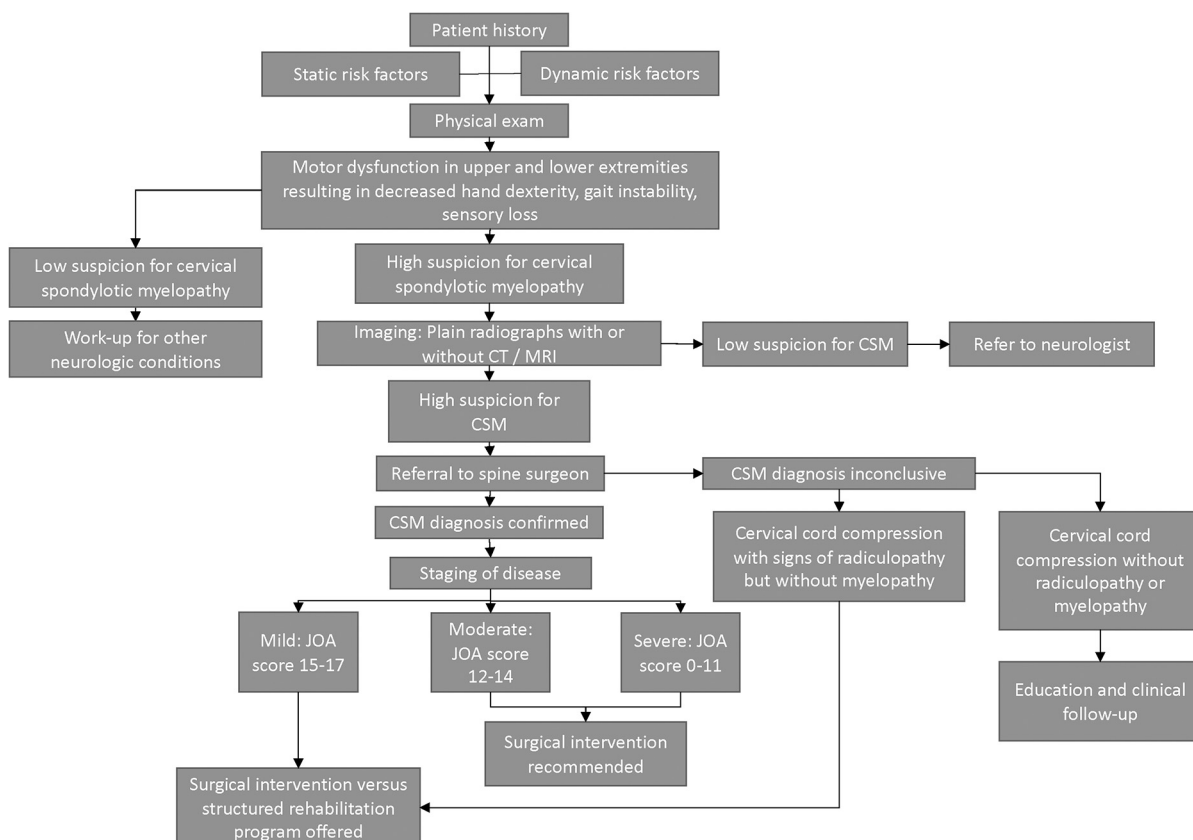 Patient history
Static risk factors
Dynamic risk factors
Physical exam
Motor dysfunction in upper and lower extremities
resulting in decreased hand dexterity, gait instability,
sensory loss
Low suspicion for cervical
spondylotic myelopathy
High suspicion for cervical
spondylotic myelopathy
Work-up for other
neurologic conditions
Imaging: Plain radiographs with or
without CT / MRI
Low suspicion for CSM
Refer to neurologist
High suspicion for
CSM
Referral to spine surgeon
CSM diagnosis inconclusive
CSM diagnosis confirmed
Cervical cord compression
with signs of radiculopathy
but without myelopathy
Cervical cord
compression without
radiculopathy or
myelopathy
Staging of disease
Mild: JOA
score 15-17
Moderate:
JOA score
12-14
Severe: JOA
score 0-11
Education and clinical
follow-up
Surgical intervention
recommended
Surgical intervention versus
structured rehabilitation
program offered